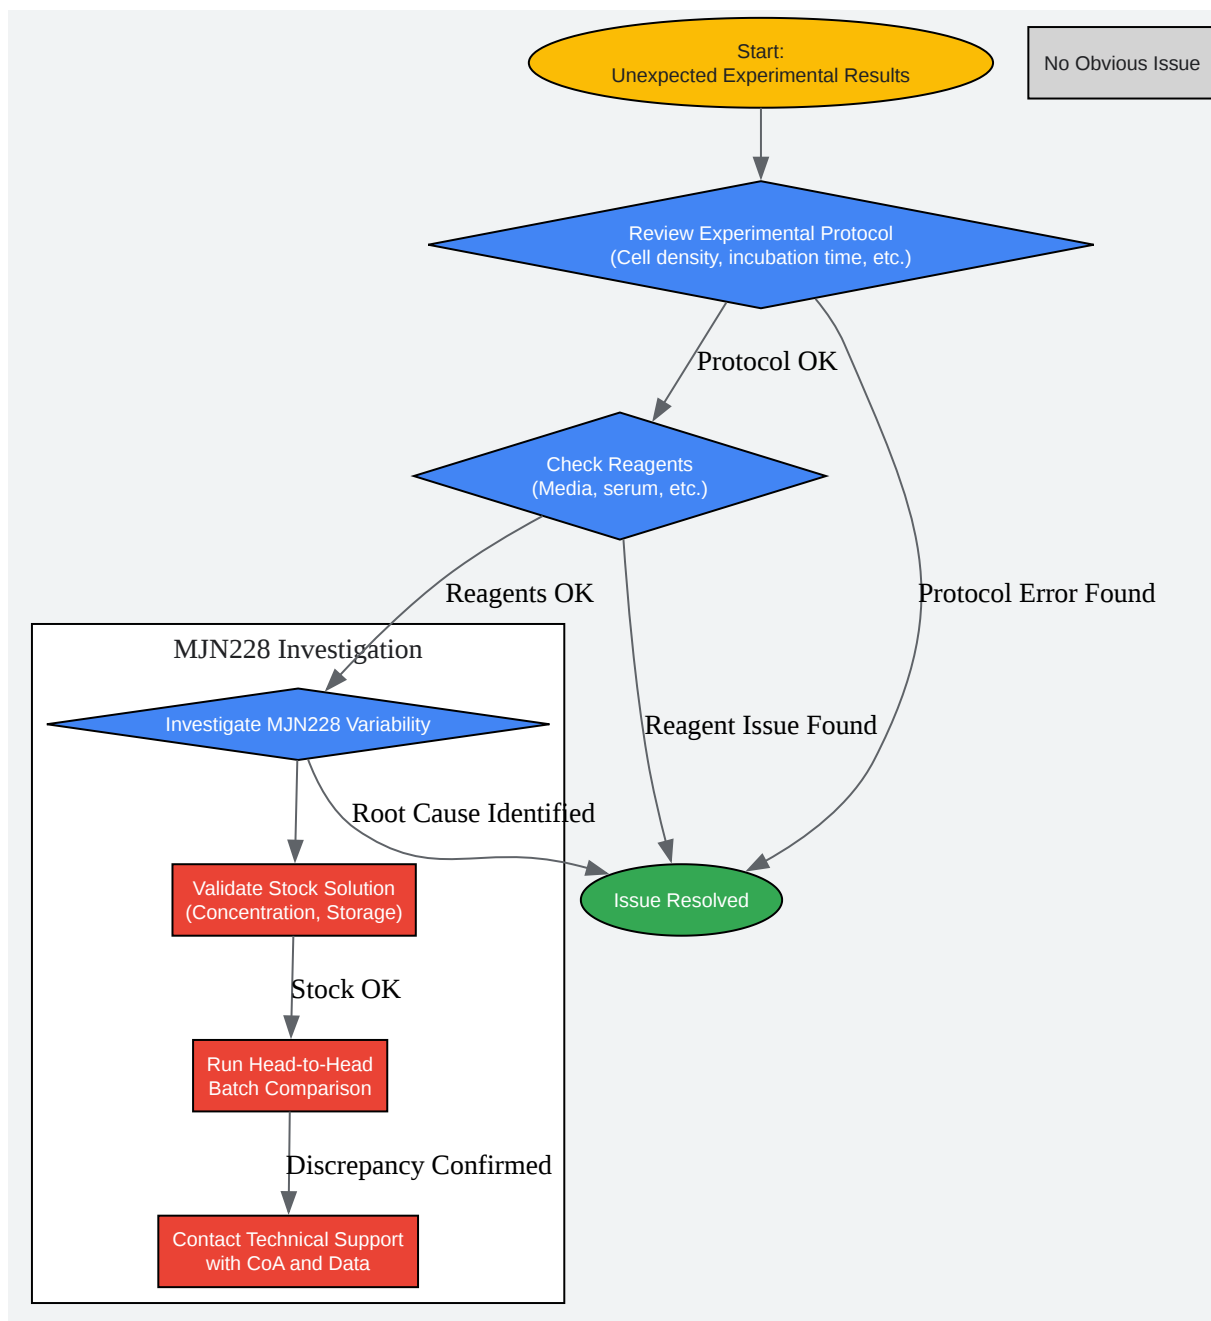 Start:
Unexpected Experimental Results
No Obvious Issue
Review Experimental Protocol
(Cell density, incubation time, etc.)
Protocol OK
Check Reagents
(Media, serum, etc.)
Reagents OK
Protocol Error Found
MJN228 Investigation
Investigate MJN228 Variability
Reagent Issue Found
Root Cause Identified
Validate Stock Solution
(Concentration, Storage)
Issue Resolved
Stock OK
Run Head-to-Head
Batch Comparison
Discrepancy Confirmed
Contact Technical Support
with CoA and Data